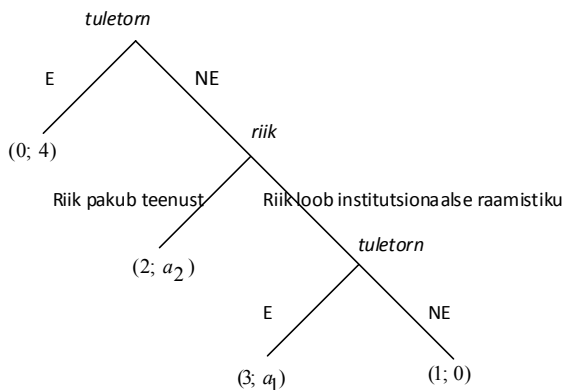 tuletorn
E NE
(0; 4)
riik
Riik pakub teenust Riik loob institutsionaalse raamistiku
(2; a2)
tuletorn
E NE
(3; a1) (1; 0)